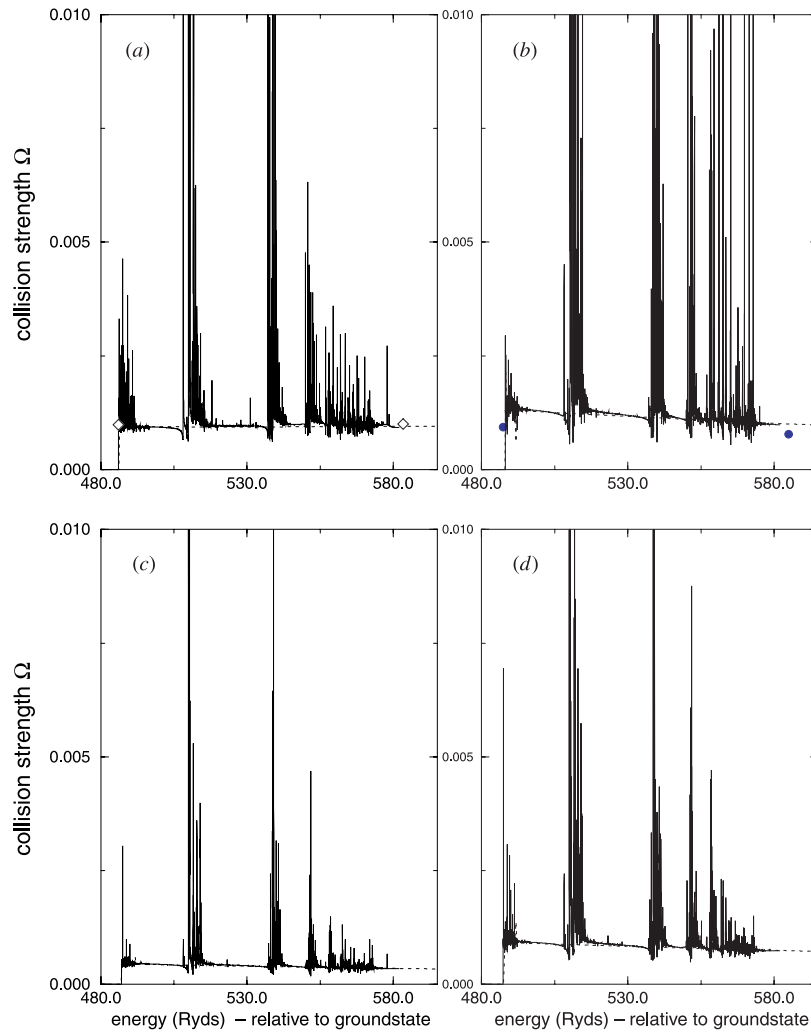 0.010
(a)
0.005
0.000
480.0 530.0 580.0
collision strength Ω
0.010
(b)
0.005
0.000
480.0 530.0 580.0
0.010
(c)
0.005
0.000
480.0 530.0 580.0
collision strength Ω
energy (Ryds) – relative to groundstate
0.010
(d)
0.005
0.000
480.0 530.0 580.0
energy (Ryds) – relative to groundstate